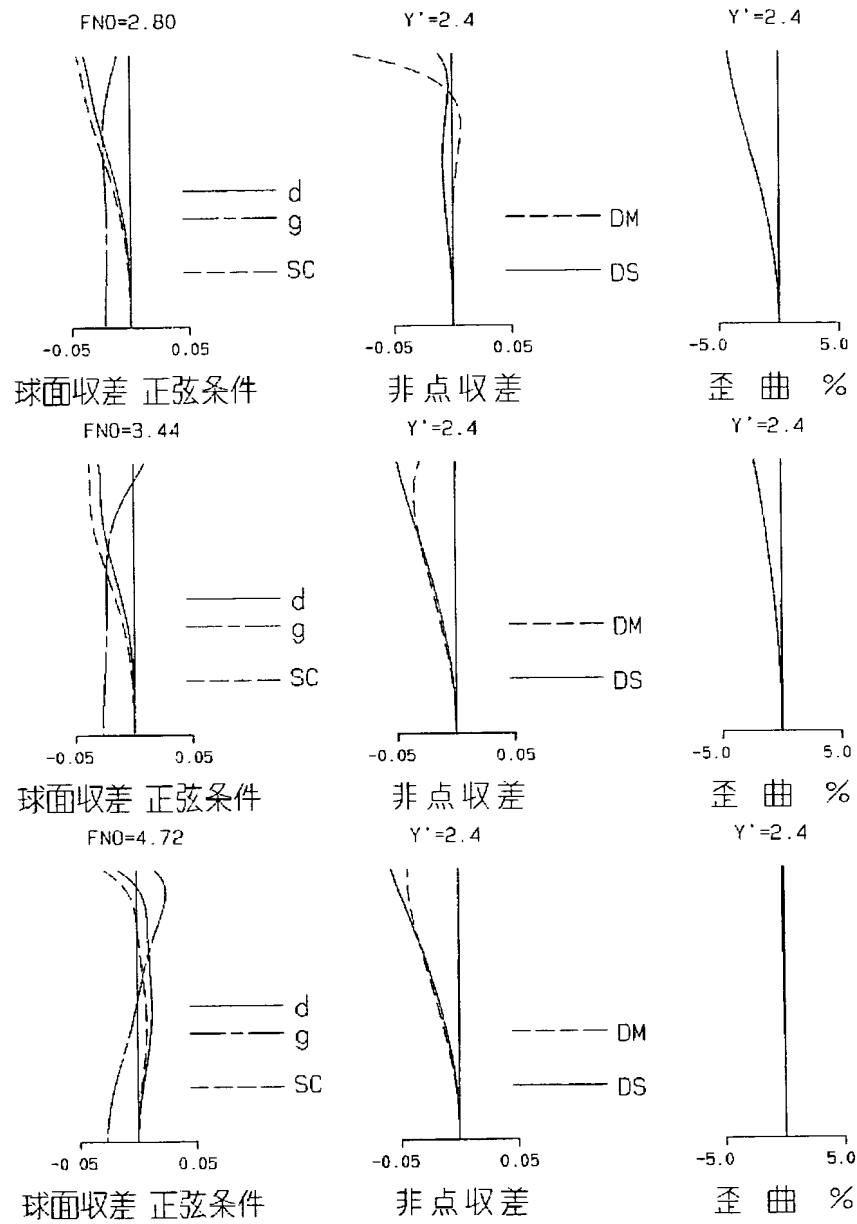 FNO=2.80 Y'=2.4 Y'=2.4
d
g DM
SC DS
-0.05 0.05 -0.05 0.05 -5.0 5.0
球面収差 正弦条件 非点収差 歪曲 %
FNO=3.44 Y'=2.4 Y'=2.4
d
g DM
SC DS
-0.05 0.05 -0.05 0.05 -5.0 5.0
球面収差 正弦条件 非点収差 歪曲 %
FNO=4.72 Y'=2.4 Y'=2.4
d
g DM
SC DS
-0.05 0.05 -0.05 0.05 -5.0 5.0
球面収差 正弦条件 非点収差 歪曲 %